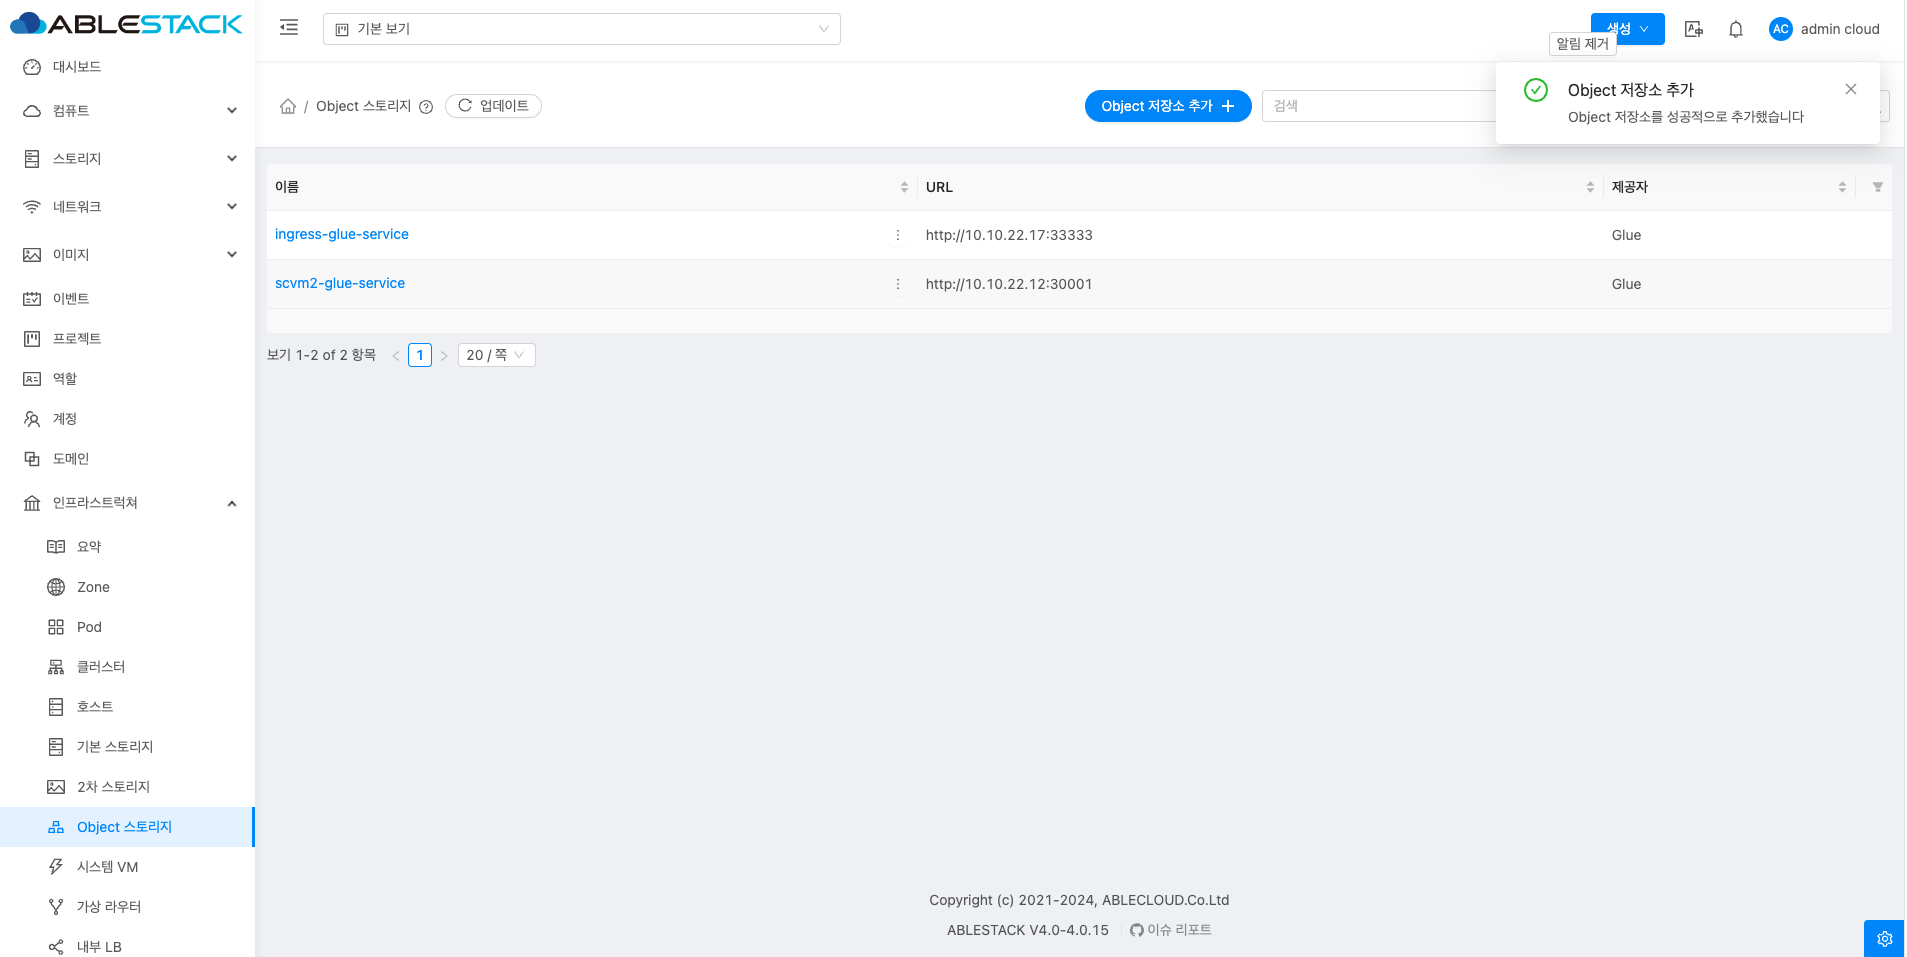 ABLESTACK
기본 보기
생성
admin cloud
AC
알림 제거
대시보드
컴퓨트
스토리지
네트워크
이미지
이벤트
프로젝트
역할
계정
도메인
인프라스트럭쳐
요약
Zone
Pod
클러스터
호스트
기본 스토리지
2차 스토리지
Object 스토리지
시스템 VM
가상 라우터
내부 LB
/ Object 스토리지
업데이트
Object 저장소 추가 +
검색
Object 저장소 추가
Object 저장소를 성공적으로 추가했습니다
이름 URL 제공자
ingress-glue-service http://10.10.22.17:33333 Glue
scvm2-glue-service http://10.10.22.12:30001 Glue
보기 1-2 of 2 항목 < 1 > 20 / 쪽
Copyright (c) 2021-2024, ABLECLOUD.Co.Ltd
ABLESTACK V4.0-4.0.15 이슈 리포트